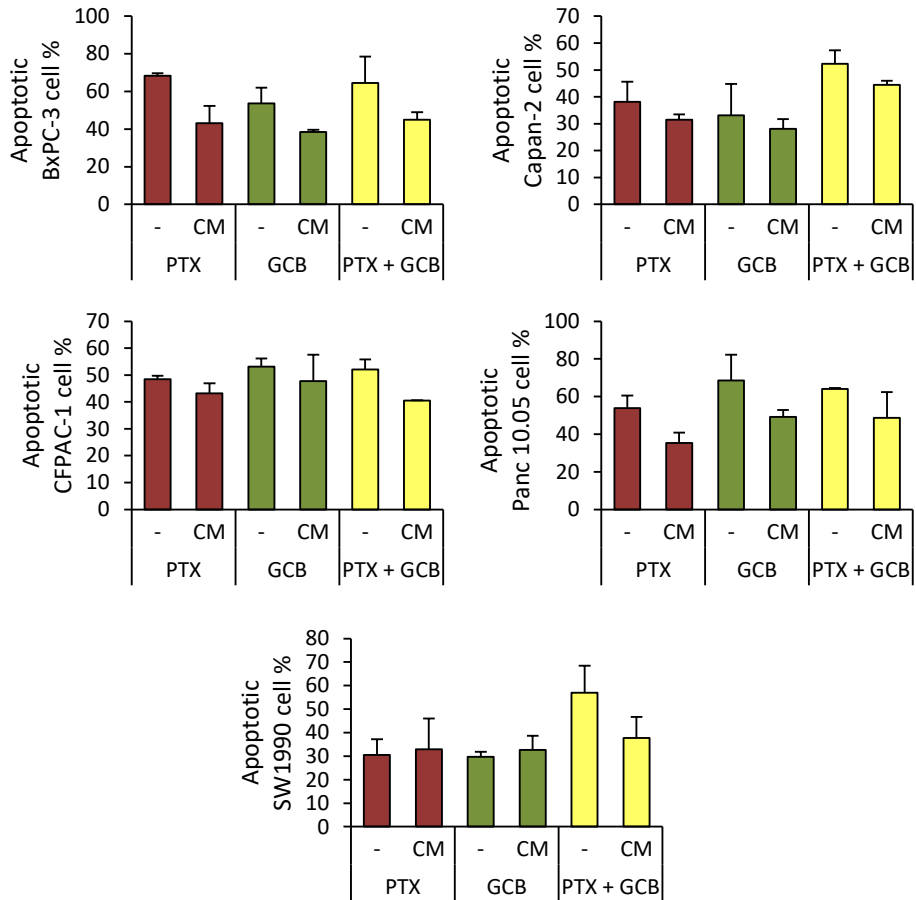 Apoptotic
BxPC-3 cell %
100
80
60
40
20
0
- CM - CM - CM
PTX GCB PTX + GCB
Apoptotic
Capan-2 cell %
70
60
50
40
30
20
10
0
- CM - CM - CM
PTX GCB PTX + GCB
Apoptotic
CFPAC-1 cell %
70
60
50
40
30
20
10
0
- CM - CM - CM
PTX GCB PTX + GCB
Apoptotic
Panc 10.05 cell %
100
80
60
40
20
0
- CM - CM - CM
PTX GCB PTX + GCB
Apoptotic
SW1990 cell %
80
70
60
50
40
30
20
10
0
- CM - CM - CM
PTX GCB PTX + GCB